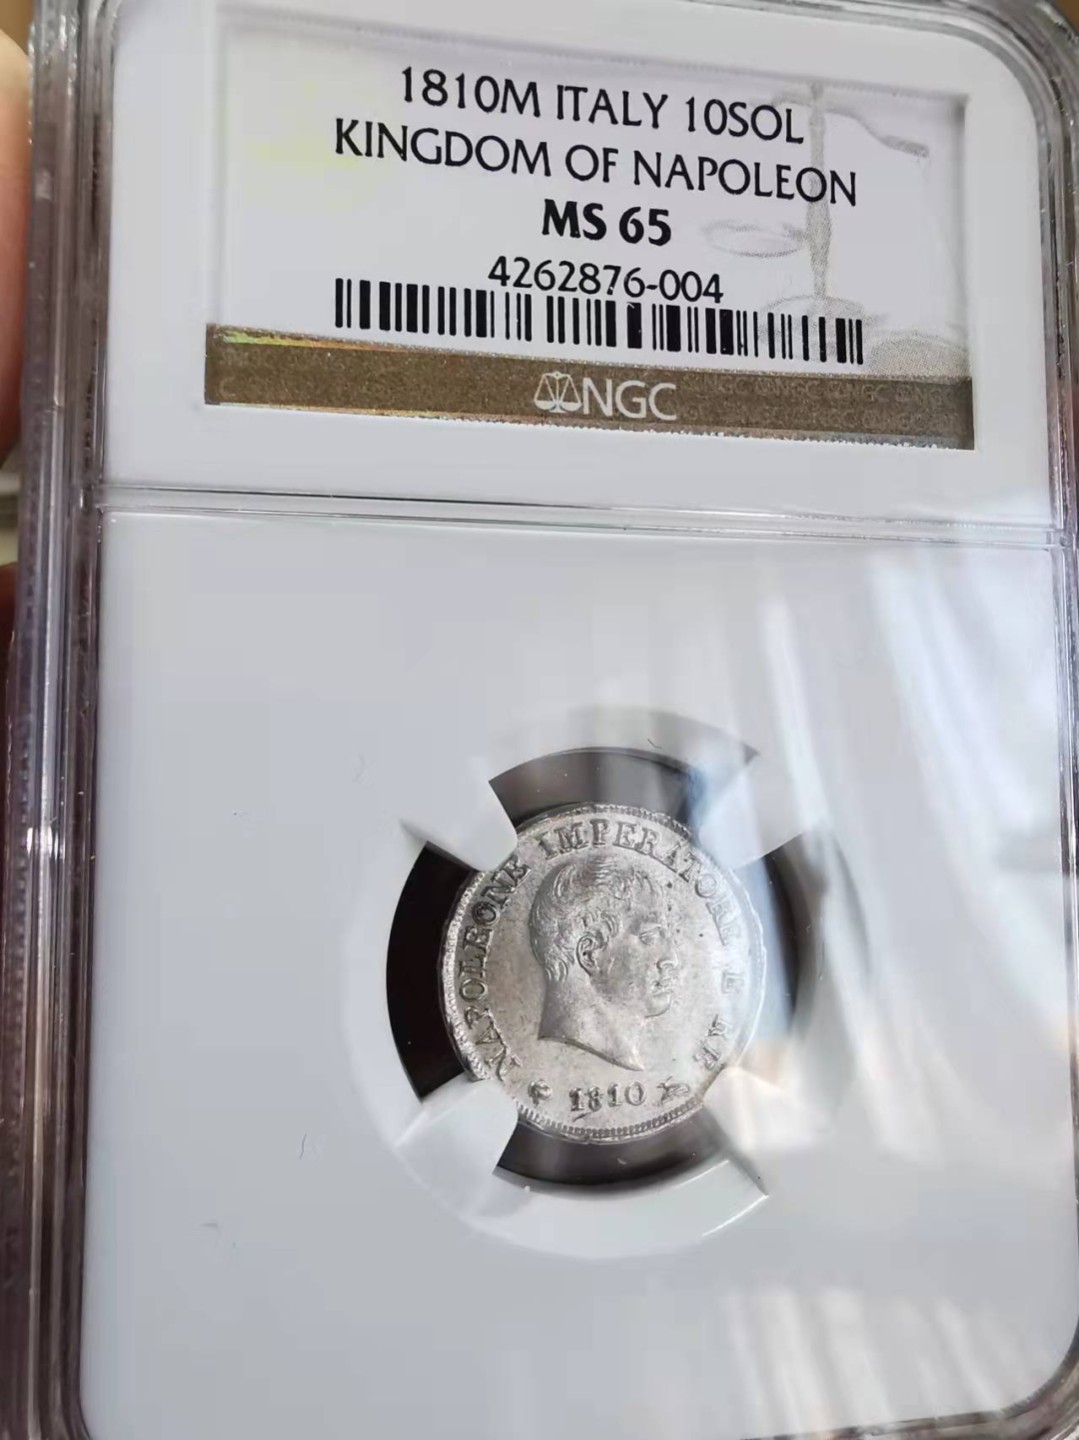 1810M ITALY 10SOL
KINGDOM OF NAPOLEON
MS 65
4262876-004
NGC
NAPOLEONE IMPERATORE E RE
1810